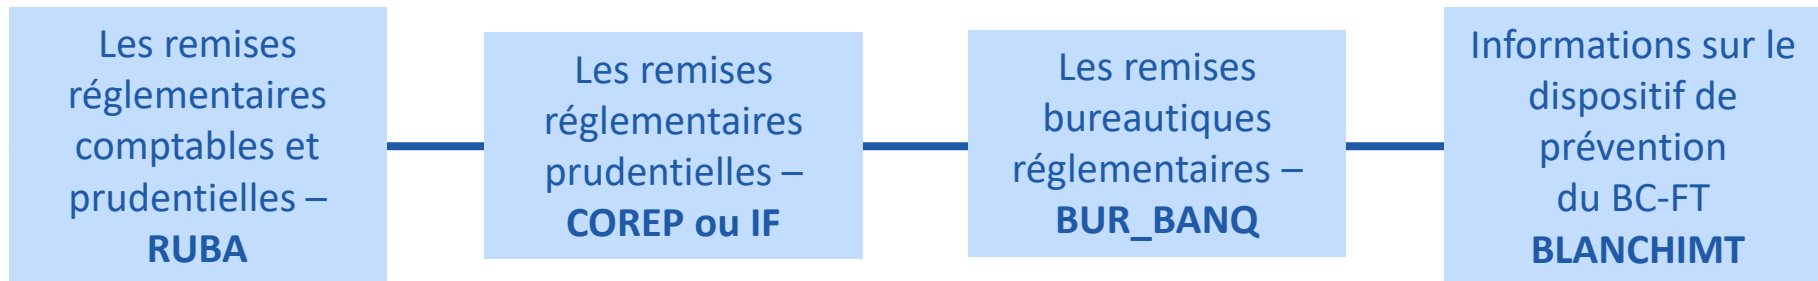 Les remises
réglementaires
comptables et
prudentielles –
RUBA
Les remises
réglementaires
prudentielles –
COREP ou IF
Les remises
bureautiques
réglementaires –
BUR_BANQ
Informations sur le
dispositif de
prévention
du BC-FT
BLANCHIMT